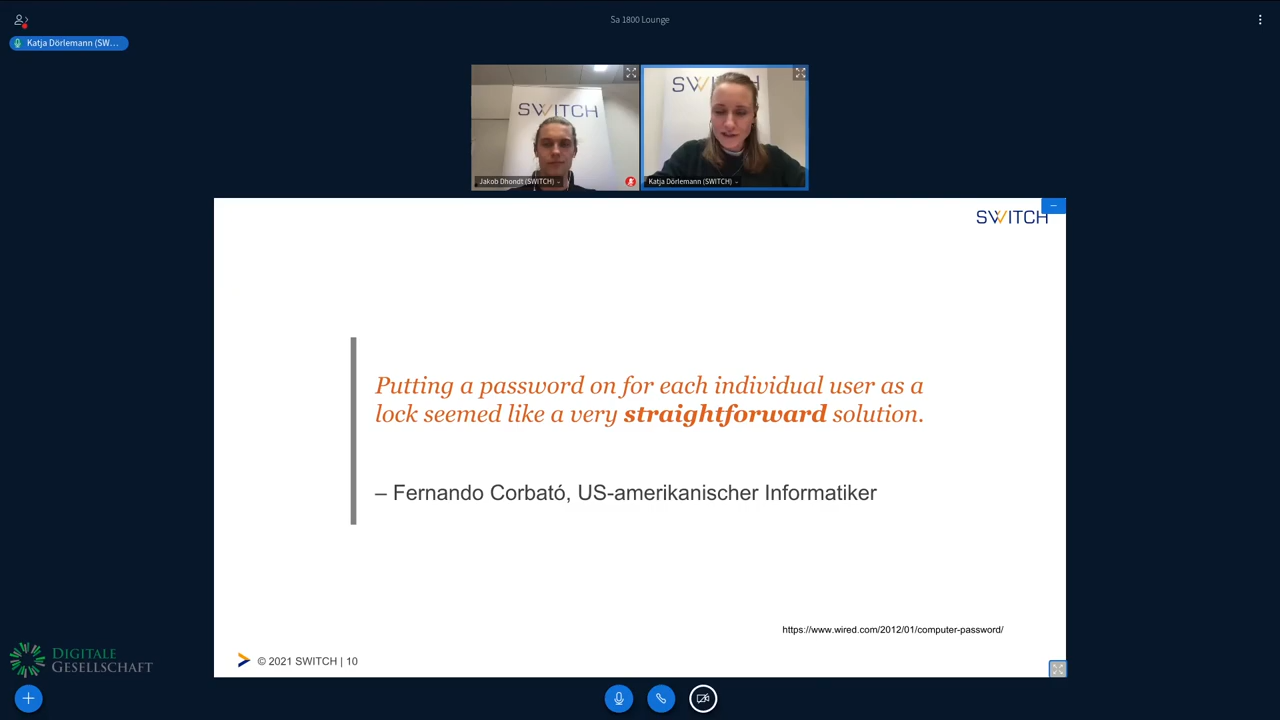 Sa 1800 Lounge
Katja Dörlemann (SW...
SWITCH
SWITCH
Jakob Dhondt (SWITCH)
Katja Dörlemann (SWITCH)
SWITCH
Putting a password on for each individual user as a
lock seemed like a very straightforward solution.
– Fernando Corbató, US-amerikanischer Informatiker
https://www.wired.com/2012/01/computer-password/
© 2021 SWITCH | 10
DIGITALE
GESELLSCHAFT